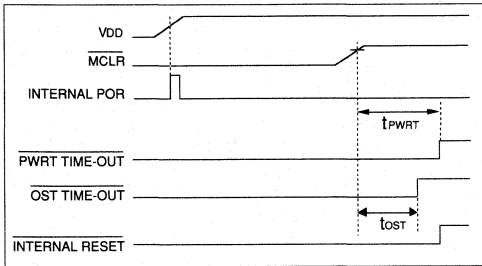 VDD
MCLR
INTERNAL POR
tPWRT
PWRT TIME-OUT
OST TIME-OUT
tOST
INTERNAL RESET